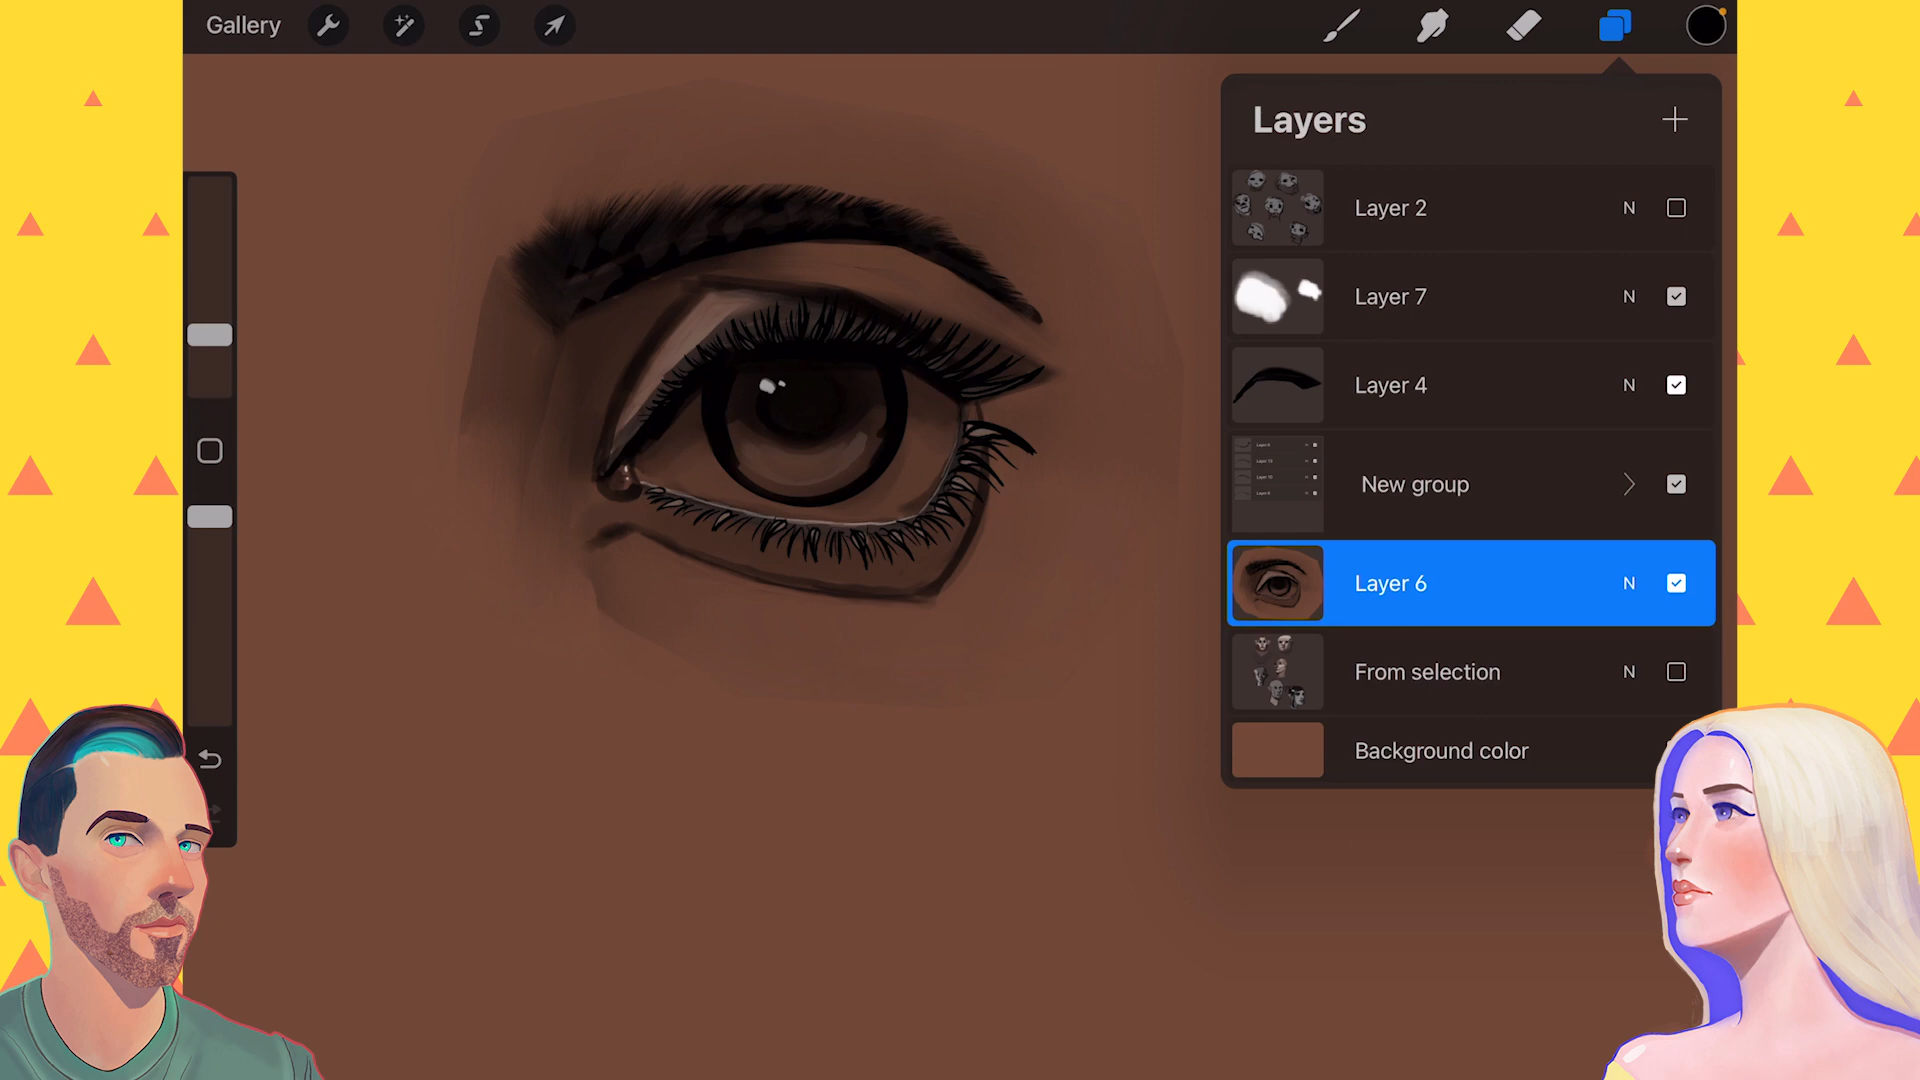 Gallery
Layers
Layer 2 N
Layer 7 N
Layer 4 N
New group
Layer 6 N
From selection N
Background color